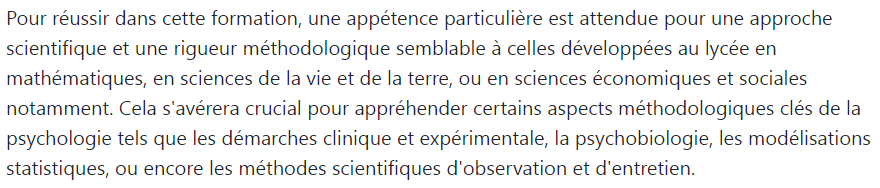 Pour réussir dans cette formation, une appétence particulière est attendue pour une approche
scientifique et une rigueur méthodologique semblable à celles développées au lycée en
mathématiques, en sciences de la vie et de la terre, ou en sciences économiques et sociales
notamment. Cela s'avérera crucial pour appréhender certains aspects méthodologiques clés de la
psychologie tels que les démarches clinique et expérimentale, la psychobiologie, les modélisations
statistiques, ou encore les méthodes scientifiques d'observation et d'entretien.